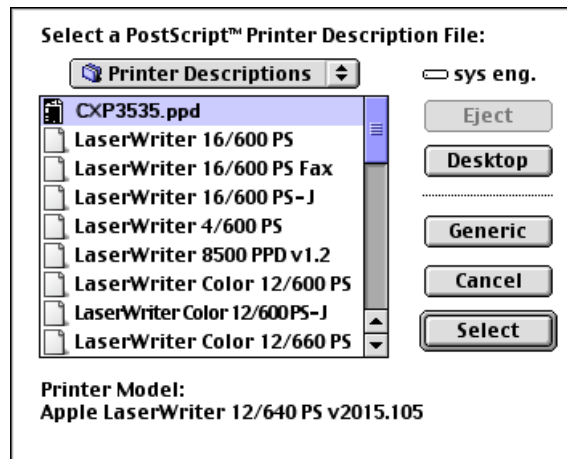 Select a PostScript™ Printer Description File:
Printer Descriptions
sys eng.
CXP3535.ppd
LaserWriter 16/600 PS
LaserWriter 16/600 PS Fax
LaserWriter 16/600 PS-J
LaserWriter 4/600 PS
LaserWriter 8500 PPD v1.2
LaserWriter Color 12/600 PS
LaserWriter Color 12/600 PS-J
LaserWriter Color 12/660 PS
Eject
Desktop
Generic
Cancel
Select
Printer Model:
Apple LaserWriter 12/640 PS v2015.105